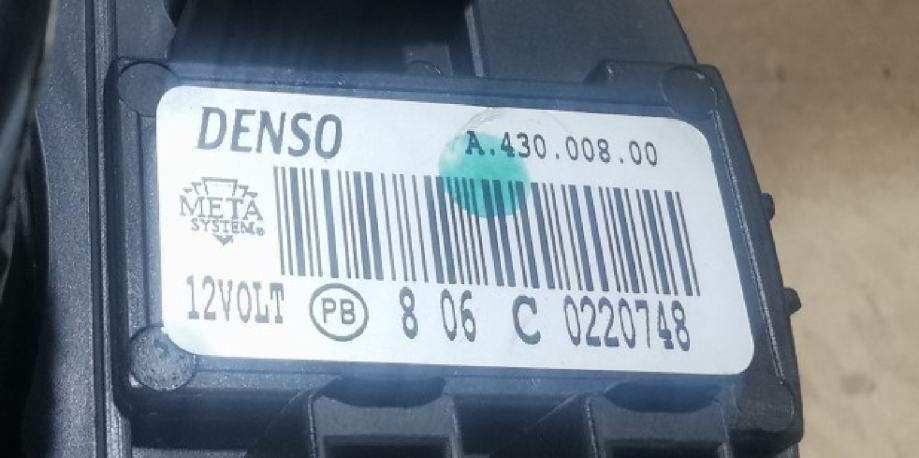 DENSO A.430.008.00
META
SYSTEM®
12VOLT PB 8 06 C 0220748